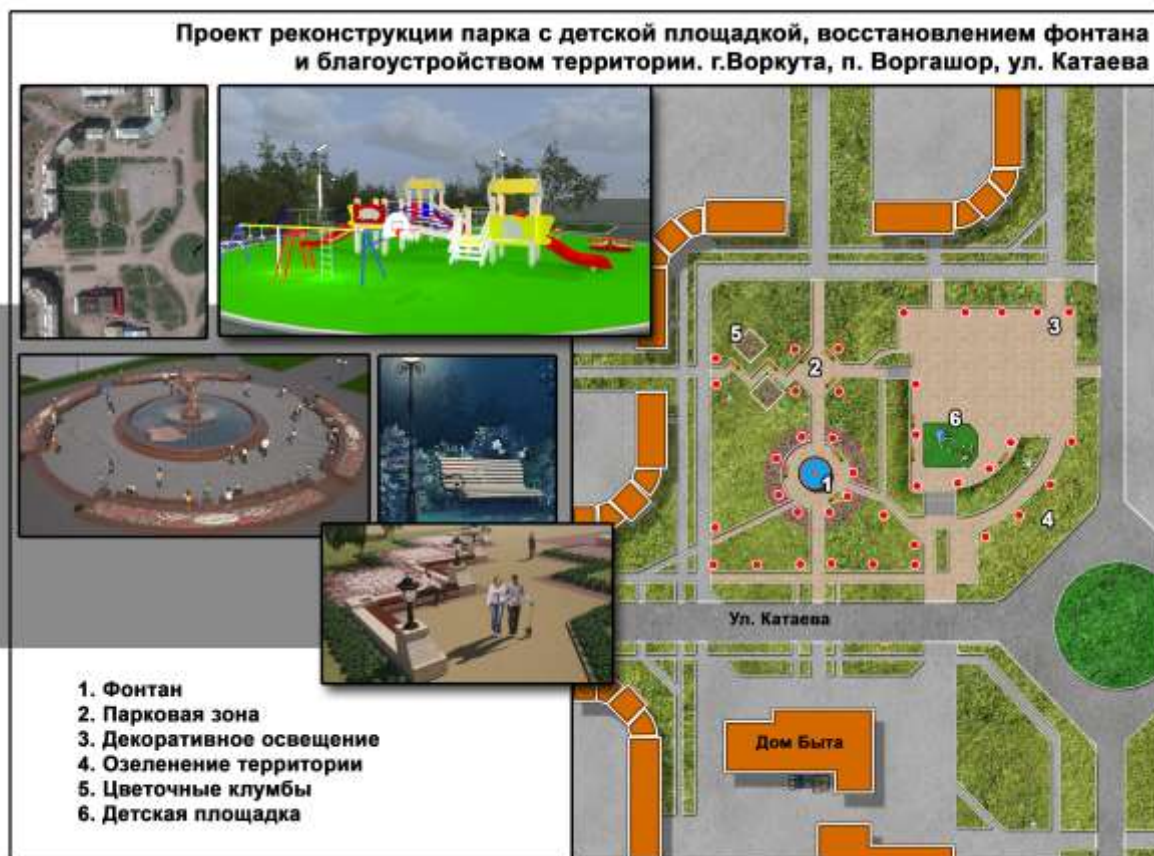 Проект реконструкции парка с детской площадкой, восстановлением фонтана
и благоустройством территории. г.Воркута, п. Воргашор, ул. Катаева
5
3
2
6
1
4
Ул. Катаева
Дом Быта
1. Фонтан
2. Парковая зона
3. Декоративное освещение
4. Озеленение территории
5. Цветочные клумбы
6. Детская площадка